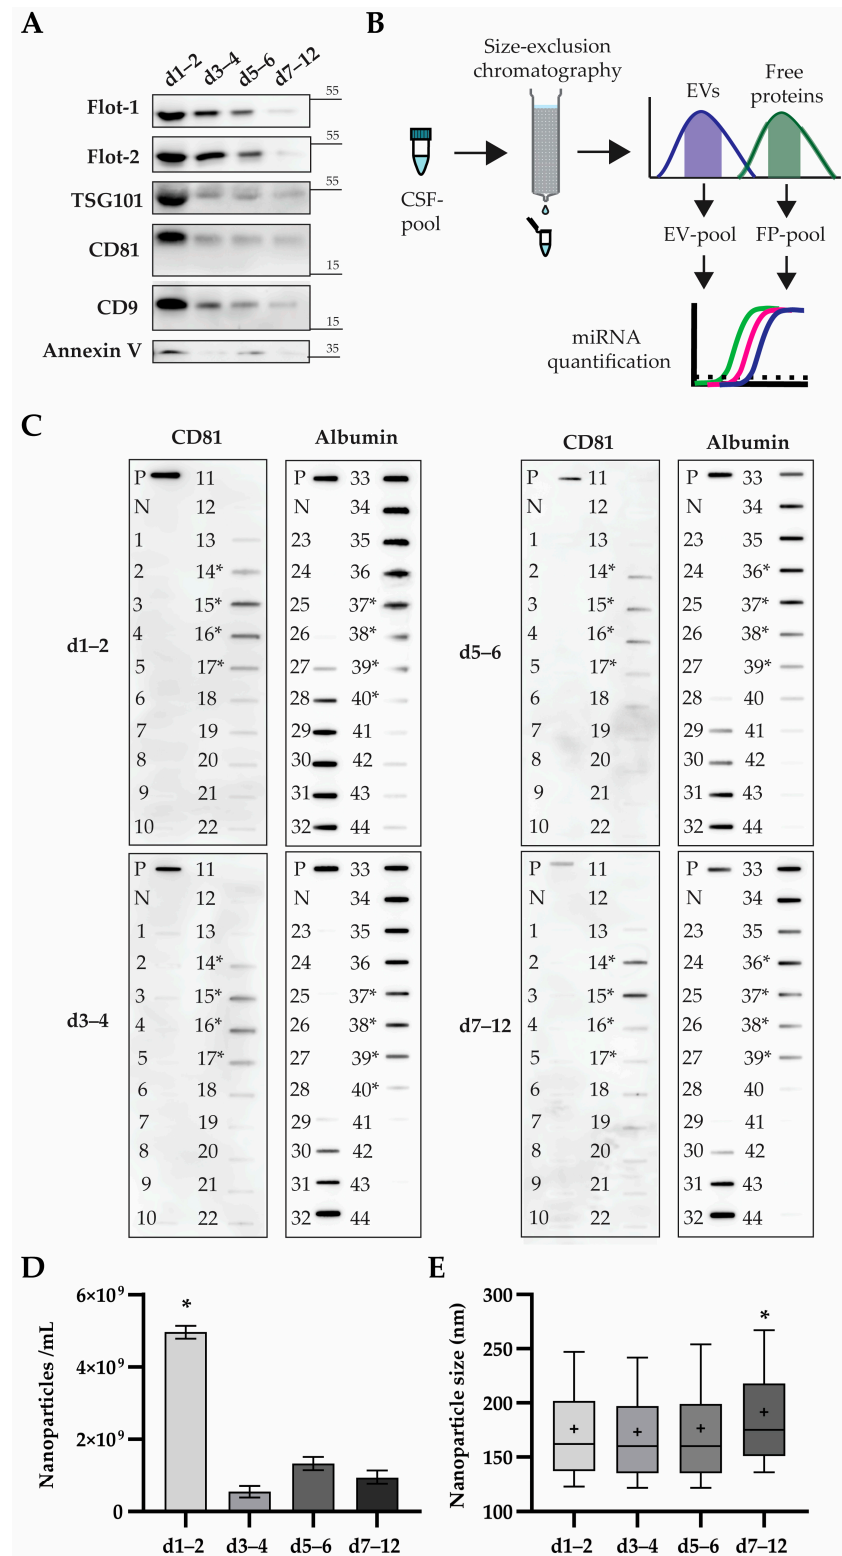 A
d1–2 d3–4 d5–6 d7–12
Flot-1 55
Flot-2 55
TSG101 55
CD81 15
CD9 15
Annexin V 35
B
Size-exclusion
chromatography
CSF-
pool
EVs
Free
proteins
EV-pool FP-pool
miRNA
quantification
C
CD81 Albumin
d1–2
P 11
N 12
1 13
2 14*
3 15*
4 16*
5 17*
6 18
7 19
8 20
9 21
10 22
P 33
N 34
23 35
24 36
25 37*
26 38*
27 39*
28 40*
29 41
30 42
31 43
32 44
CD81 Albumin
d5–6
P 11
N 12
1 13
2 14*
3 15*
4 16*
5 17*
6 18
7 19
8 20
9 21
10 22
P 33
N 34
23 35
24 36*
25 37*
26 38*
27 39*
28 40
29 41
30 42
31 43
32 44
d3–4
P 11
N 12
1 13
2 14*
3 15*
4 16*
5 17*
6 18
7 19
8 20
9 21
10 22
P 33
N 34
23 35
24 36
25 37*
26 38*
27 39*
28 40*
29 41
30 42
31 43
32 44
d7–12
P 11
N 12
1 13
2 14*
3 15*
4 16*
5 17*
6 18
7 19
8 20
9 21
10 22
P 33
N 34
23 35
24 36*
25 37*
26 38*
27 39*
28 40
29 41
30 42
31 43
32 44
D
Nanoparticles /mL
6×10⁹
4×10⁹
2×10⁹
0
*
d1–2 d3–4 d5–6 d7–12
E
Nanoparticle size (nm)
300
250
200
150
100
*
d1–2 d3–4 d5–6 d7–12